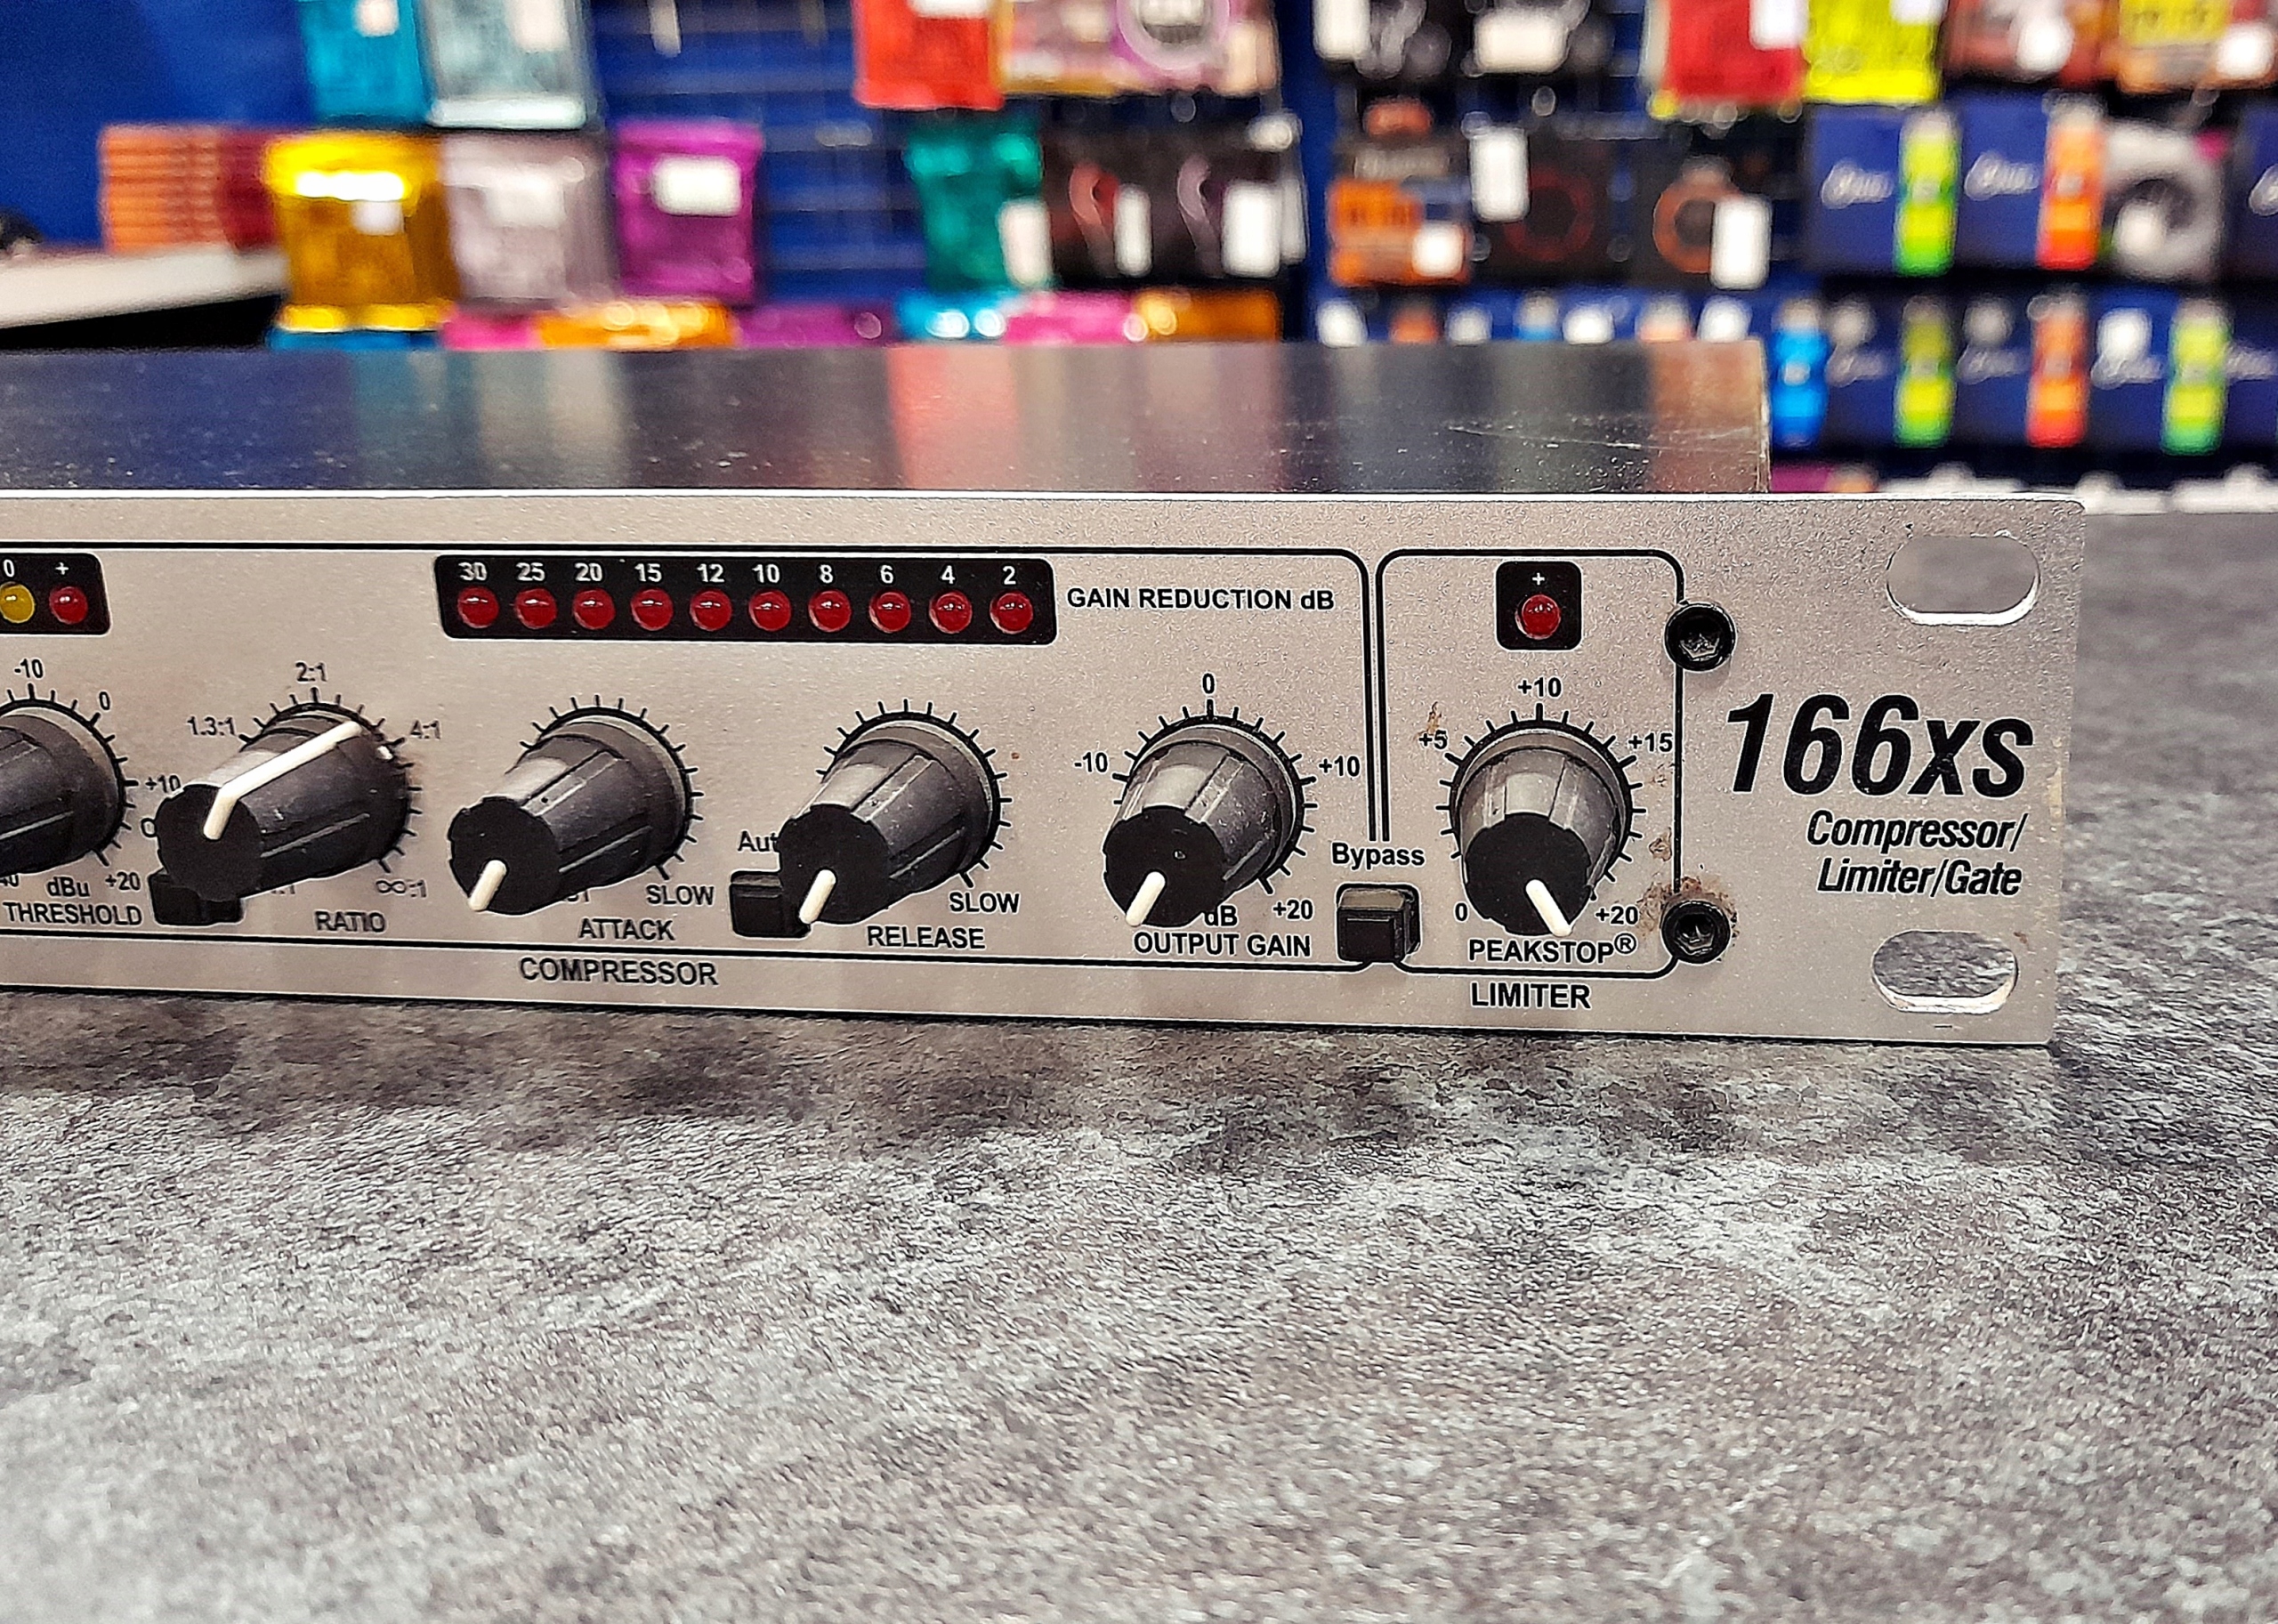 0 +
30 25 20 15 12 10 8 6 4 2
GAIN REDUCTION dB
+
-10 0 +10 +20
dBu
THRESHOLD
1.3:1 2:1 4:1 ∞:1
RATIO
SLOW
ATTACK
SLOW
RELEASE
-10 0 +10 +20
dB
OUTPUT GAIN
COMPRESSOR
Bypass
0 +5 +10 +15 +20
PEAKSTOP®
LIMITER
166xs
Compressor/
Limiter/Gate